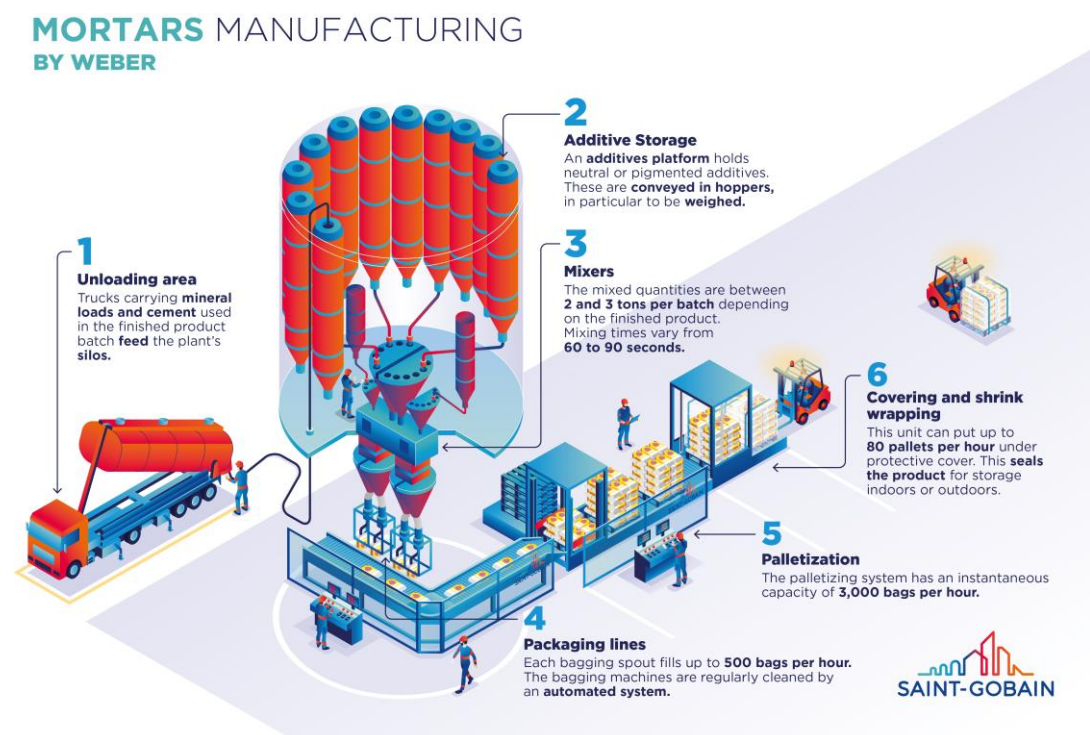 MORTARS MANUFACTURING
BY WEBER
1
Unloading area
Trucks carrying mineral
loads and cement used
in the finished product
batch feed the plant's
silos.
2
Additive Storage
An additives platform holds
neutral or pigmented additives.
These are conveyed in hoppers,
in particular to be weighed.
3
Mixers
The mixed quantities are between
2 and 3 tons per batch depending
on the finished product.
Mixing times vary from
60 to 90 seconds.
4
Packaging lines
Each bagging spout fills up to 500 bags per hour.
The bagging machines are regularly cleaned by
an automated system.
5
Palletization
The palletizing system has an instantaneous
capacity of 3,000 bags per hour.
6
Covering and shrink
wrapping
This unit can put up to
80 pallets per hour under
protective cover. This seals
the product for storage
indoors or outdoors.
SAINT-GOBAIN